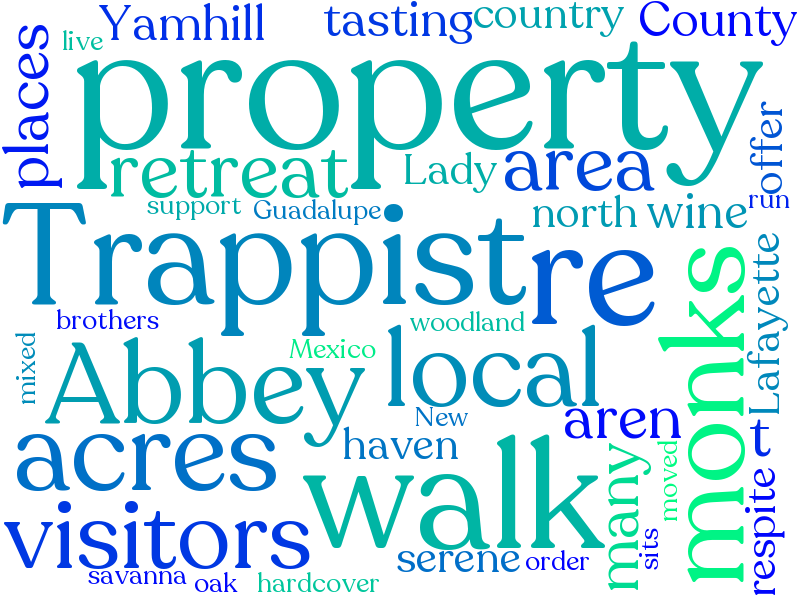 Yamhill
tasting
country
County
live
places
property
retreat
Lady
area
offer
support
Guadalupe
north
wine
run
Trappist
re
monks
Lafayette
brothers
woodland
mixed
Mexico
Abbey
local
New
aren
t
acres
haven
walk
many
moved
respite
visitors
serene
order
sits
savanna
oak
hardcover